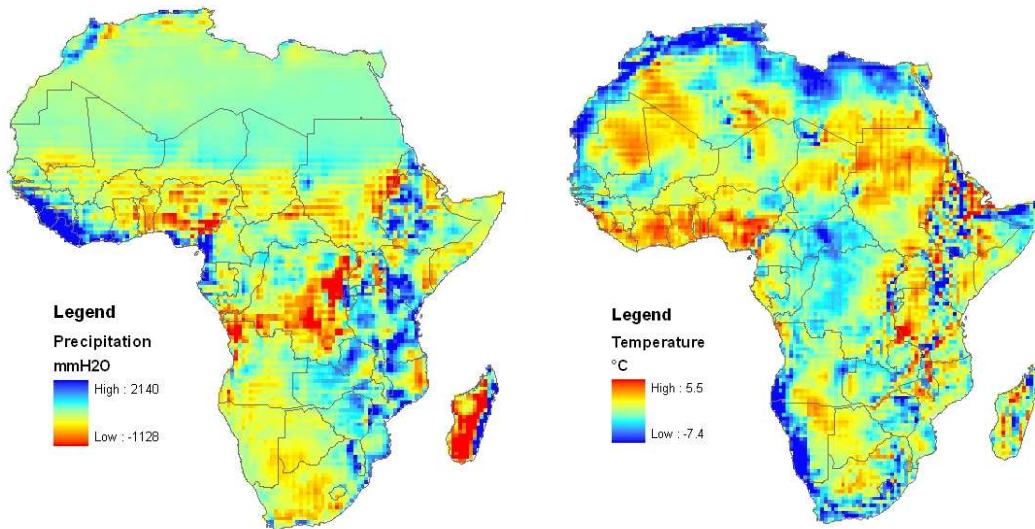 Legend
Precipitation
mmH2O
High : 2140
Low : -1128
Legend
Temperature
°C
High : 5.5
Low : -7.4